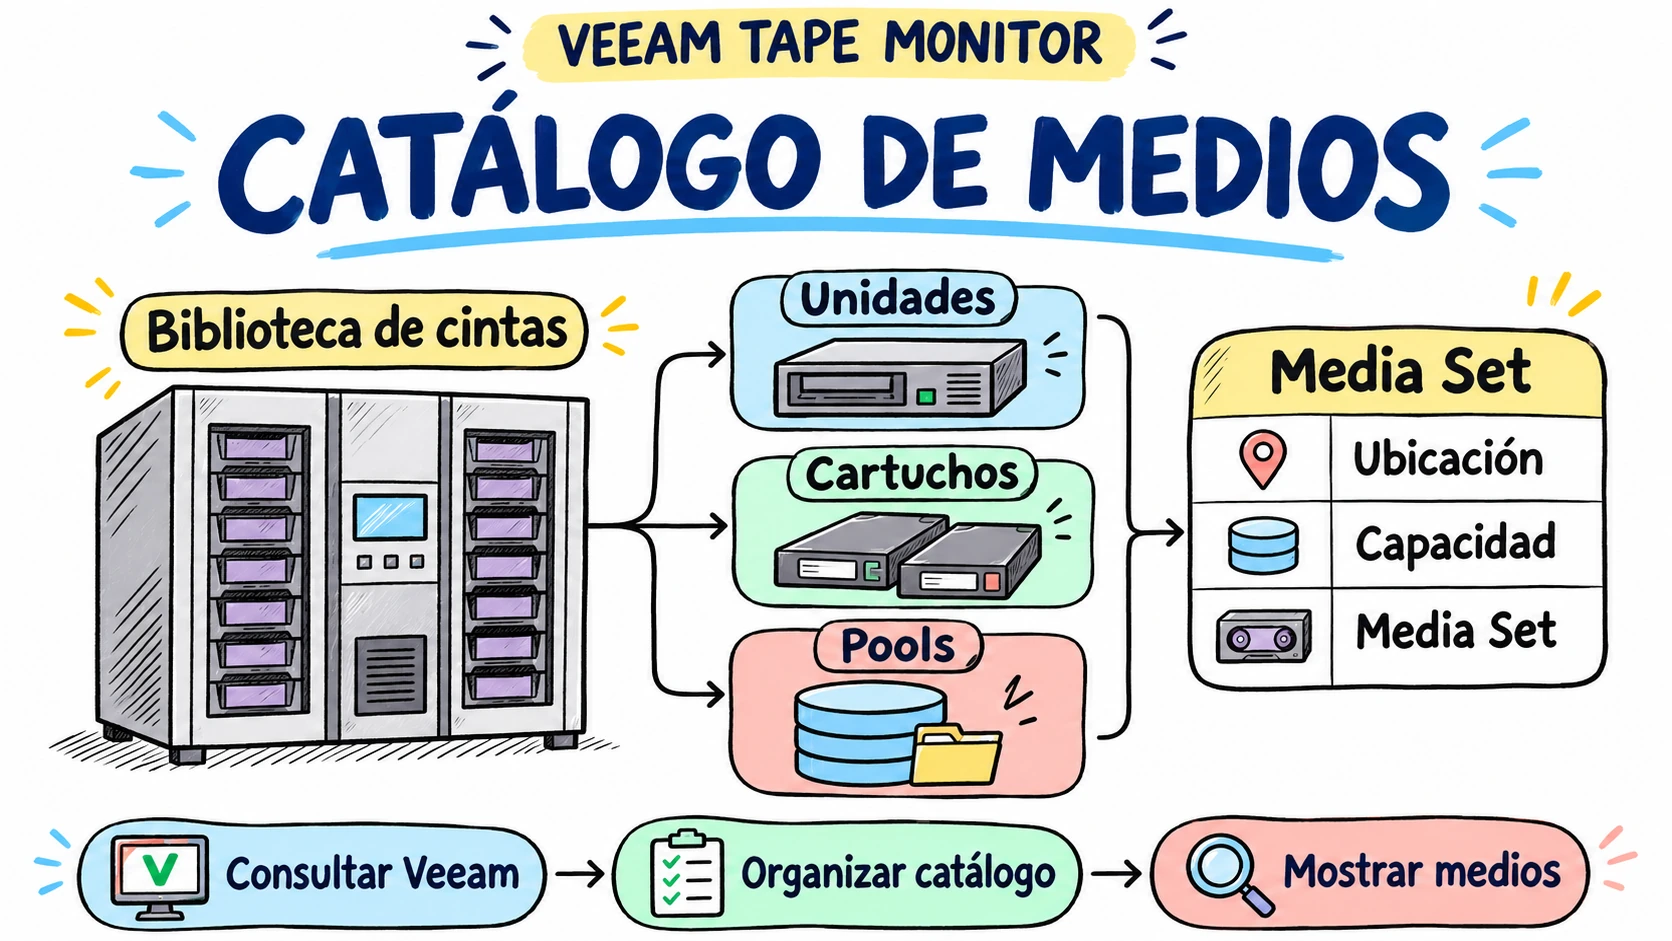 VEEAM TAPE MONITOR
CATÁLOGO DE MEDIOS
Biblioteca de cintas
Unidades
Cartuchos
Pools
Media Set
Ubicación
Capacidad
Media Set
Consultar Veeam
Organizar catálogo
Mostrar medios